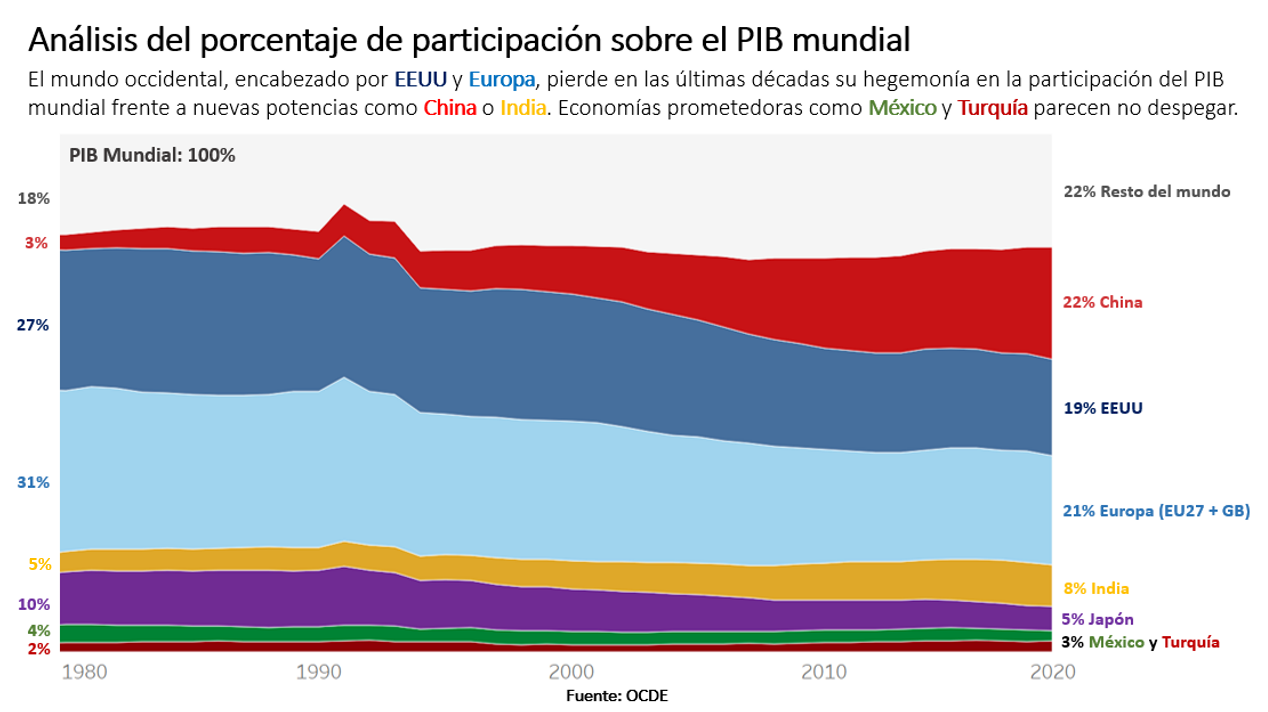 Análisis del porcentaje de participación sobre el PIB mundial
El mundo occidental, encabezado por EEUU y Europa, pierde en las últimas décadas su hegemonía en la participación del PIB
mundial frente a nuevas potencias como China o India. Economías prometedoras como México y Turquía parecen no despegar.
PIB Mundial: 100%
18%
3%
27%
31%
5%
10%
4%
2%
22% Resto del mundo
22% China
19% EEUU
21% Europa (EU27 + GB)
8% India
5% Japón
3% México y Turquía
1980 1990 2000 2010 2020
Fuente: OCDE